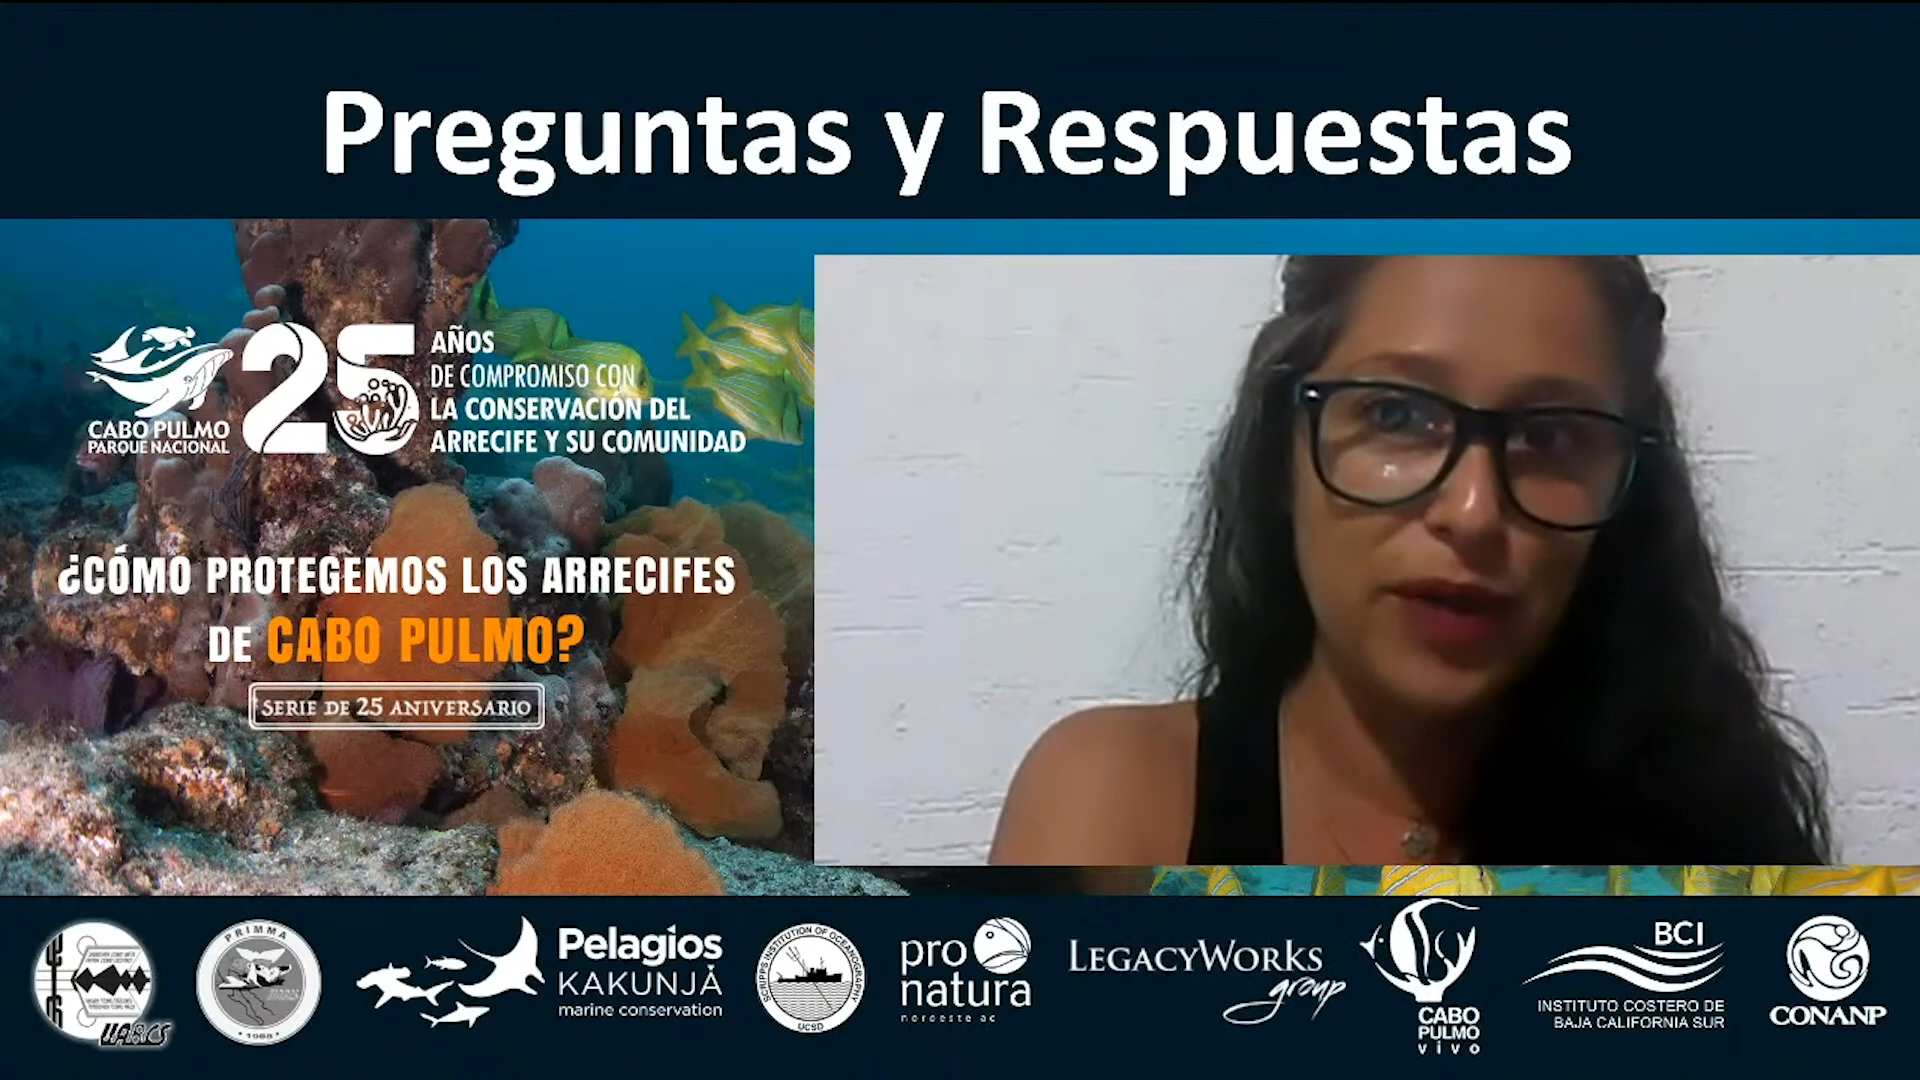 Preguntas y Respuestas
CABO PULMO
PARQUE NACIONAL
25
AÑOS
DE COMPROMISO CON
LA CONSERVACIÓN DEL
ARRECIFE Y SU COMUNIDAD
¿CÓMO PROTEGEMOS LOS ARRECIFES
DE CABO PULMO?
SERIE DE 25 ANIVERSARIO
UABCS
PRIMMA
Pelagios
KAKUNJÁ
marine conservation
SCRIPPS INSTITUTION OF OCEANOGRAPHY
UCSD
pro
natura
noroeste ac
LEGACYWORKS
group
CABO
PULMO
vivo
BCI
INSTITUTO COSTERO DE
BAJA CALIFORNIA SUR
CONANP